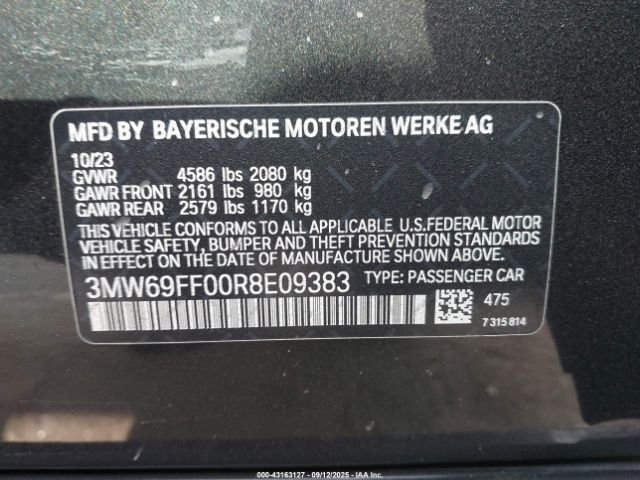 MFD BY BAYERISCHE MOTOREN WERKE AG
10/23
GVWR 4586 lbs 2080 kg
GAWR FRONT 2161 lbs 980 kg
GAWR REAR 2579 lbs 1170 kg
THIS VEHICLE CONFORMS TO ALL APPLICABLE U.S.FEDERAL MOTOR
VEHICLE SAFETY, BUMPER AND THEFT PREVENTION STANDARDS
IN EFFECT ON THE DATE OF MANUFACTURE SHOWN ABOVE.
3MW69FF00R8E09383 TYPE: PASSENGER CAR
475
7 315 814
000-43163127 - 09/12/2025 - IAA Inc.